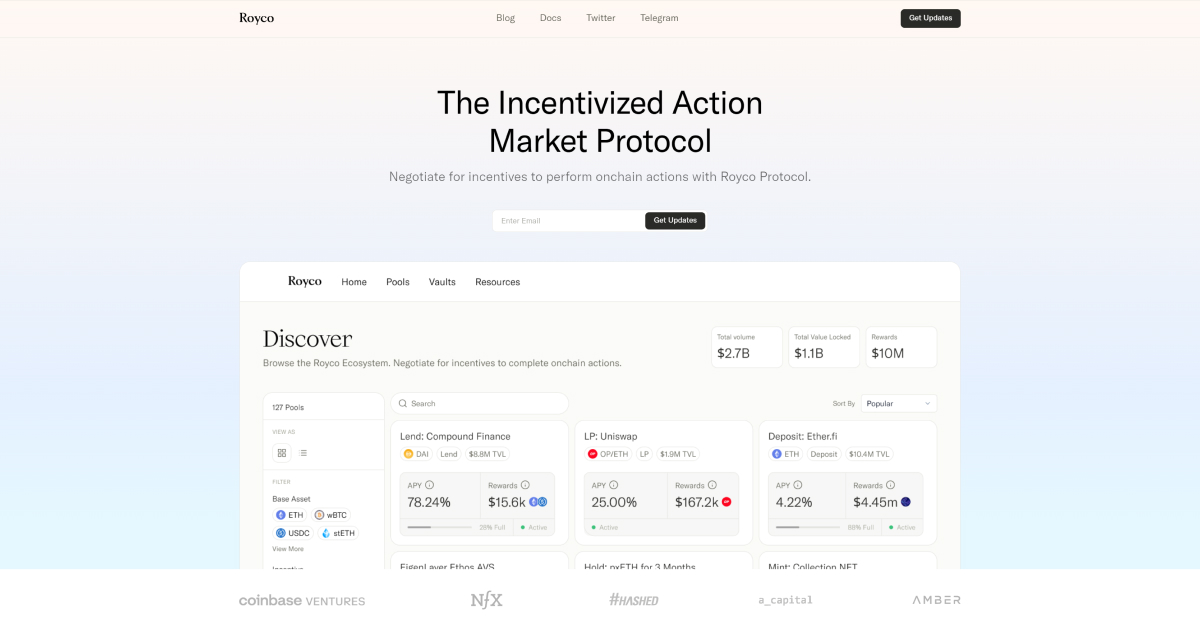 Royco
Blog Docs Twitter Telegram
Get Updates
The Incentivized Action
Market Protocol
Negotiate for incentives to perform onchain actions with Royco Protocol.
Enter Email
Get Updates
Royco Home Pools Vaults Resources
Discover
Browse the Royco Ecosystem. Negotiate for incentives to complete onchain actions.
Total volume
$2.7B
Total Value Locked
$1.1B
Rewards
$10M
127 Pools
VIEW AS
FILTER
Base Asset
ETH wBTC
USDC stETH
View More
Incentive
Search
Sort By Popular
Lend: Compound Finance
DAI Lend $8.8M TVL
APY
78.24%
Rewards
$15.6k
28% Full Active
LP: Uniswap
OP/ETH LP $1.9M TVL
APY
25.00%
Rewards
$167.2k
Active
Deposit: Ether.fi
ETH Deposit $10.4M TVL
APY
4.22%
Rewards
$4.45m
88% Full Active
EigenLayer Ethos AVS
Hold: pxETH for 3 Months
Mint: Collection NFT
coinbase VENTURES
NfX
#HASHED
a_capital
AMBER